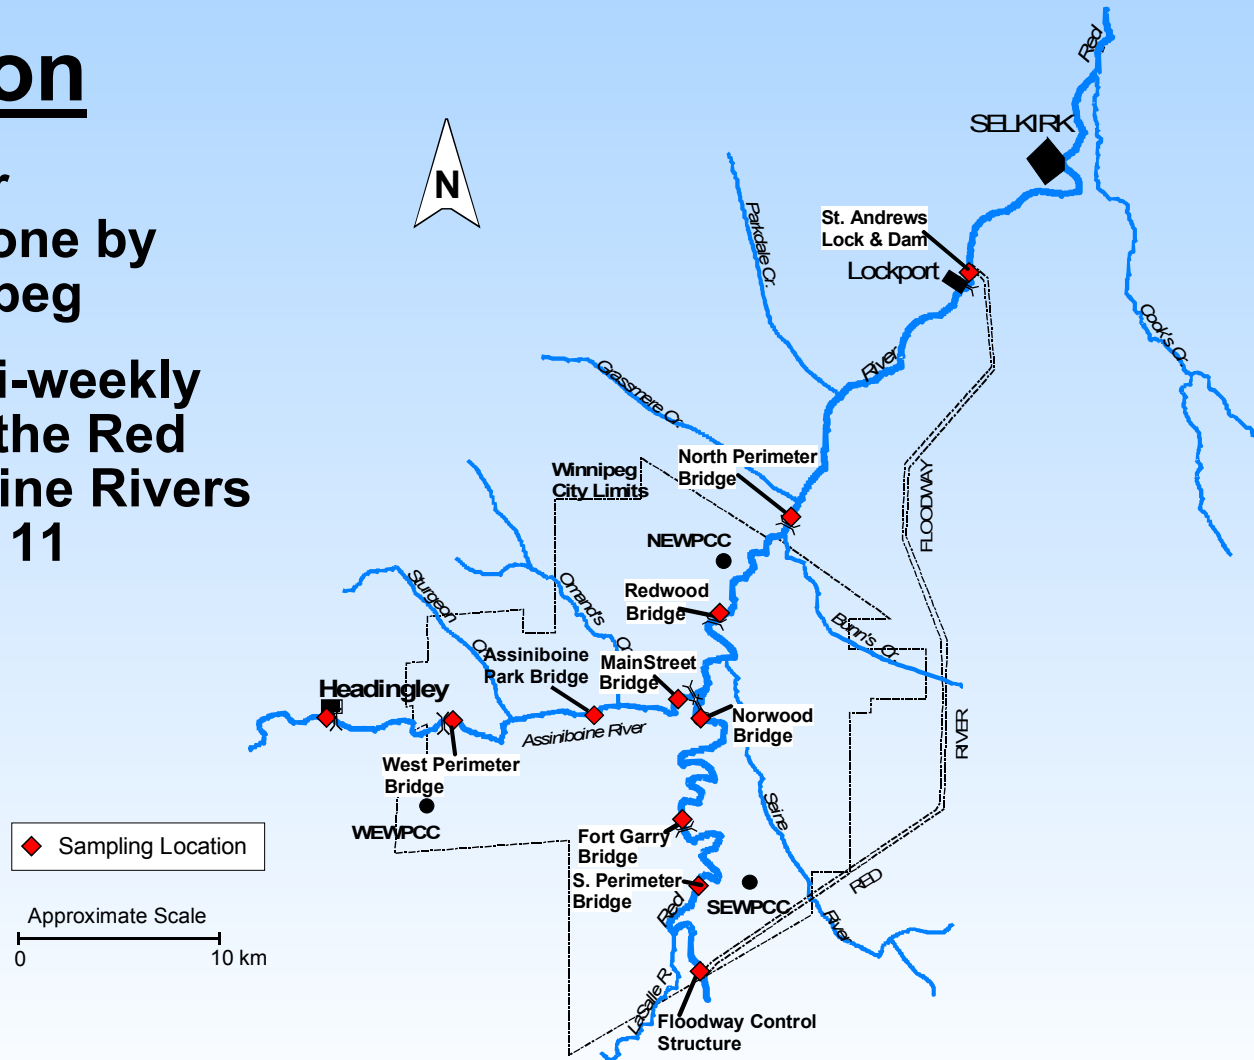 on
r
one by
peg
i-weekly
the Red
ine Rivers
11
N
Red
SELKIRK
St. Andrews
Lock & Dam
Lockport
Parkdale Cr.
River
Cook's Cr.
Grassmere Cr.
North Perimeter
Bridge
Winnipeg
City Limits
NEWPCC
FLOODWAY
Redwood
Bridge
Sturgeon
Cr.
Omand's
Cr.
Bunn's Cr.
Assiniboine
Park Bridge
MainStreet
Bridge
Headingley
Norwood
Bridge
Assiniboine River
RIVER
West Perimeter
Bridge
WEWPCC
Seine
River
Fort Garry
Bridge
S. Perimeter
Bridge
SEWPCC
RED
Red
LaSalle R.
Floodway Control
Structure
Sampling Location
Approximate Scale
0
10 km